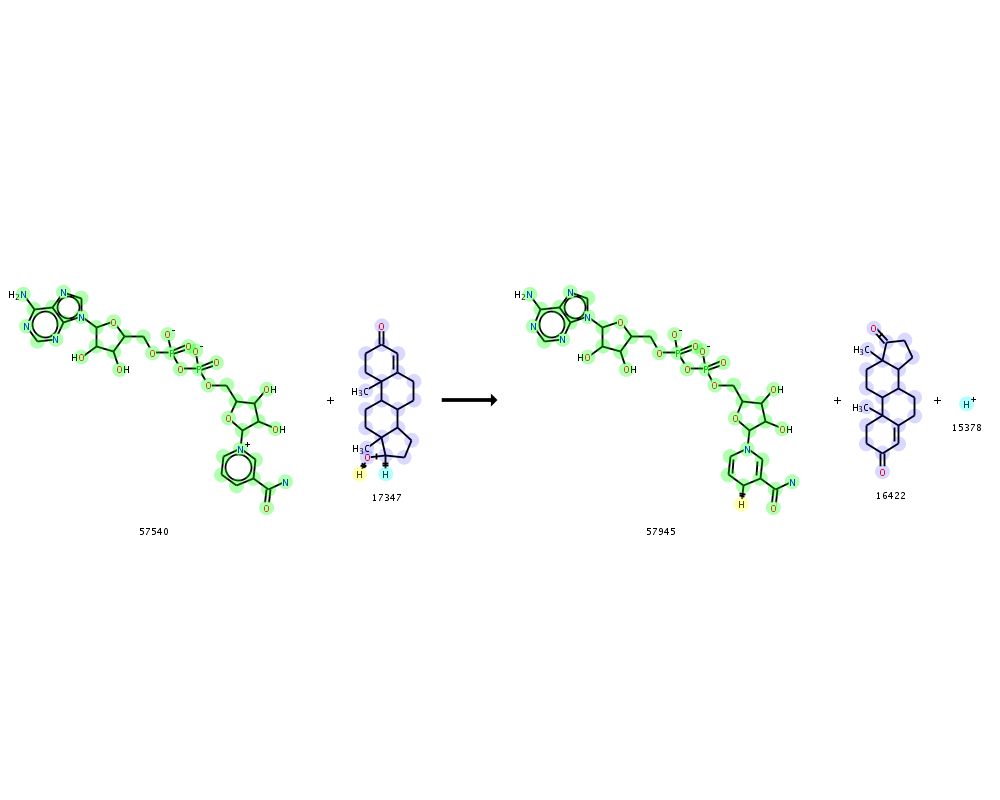 H₂N N N N N O O⁻ O O⁻ HO OH O P O O P O O OH O OH N⁺ N O 57540
+
O H₃C H₃C O H H 17347
H₂N N N N N O O⁻ O O⁻ HO OH O P O O P O O OH O OH N N O H 57945
+
O H₃C H₃C O 16422
+
H⁺ 15378